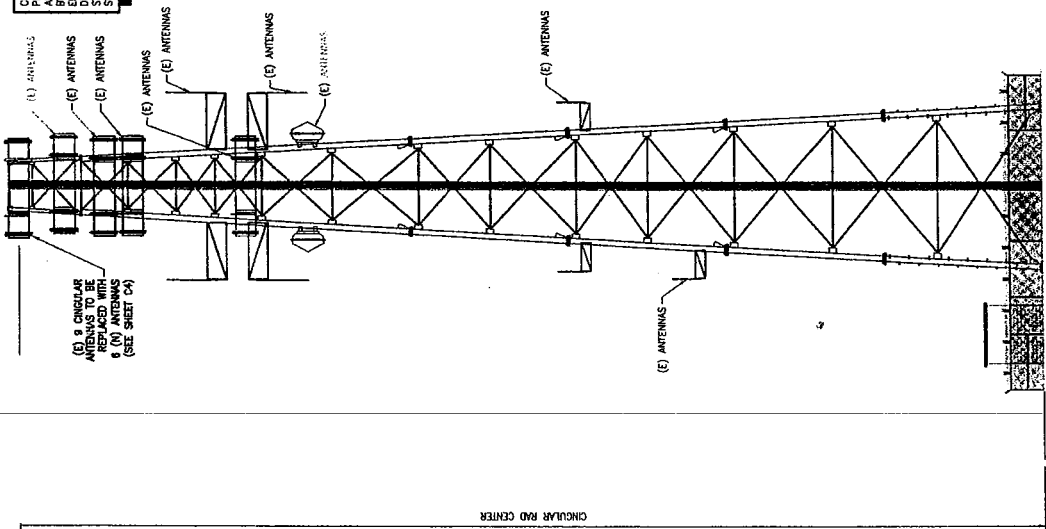 (E) ANTENNAS
(E) ANTENNAS
(E) ANTENNAS
(E) ANTENNAS
(E) ANTENNAS
(E) ANTENNAS
(E) ANTENNAS
(E) ANTENNAS
(E) 9 CINGULAR
ANTENNAS TO BE
REPLACED WITH
6 (N) ANTENNAS
(SEE SHEET C4)
(E) ANTENNAS
CINGULAR RAD CENTER